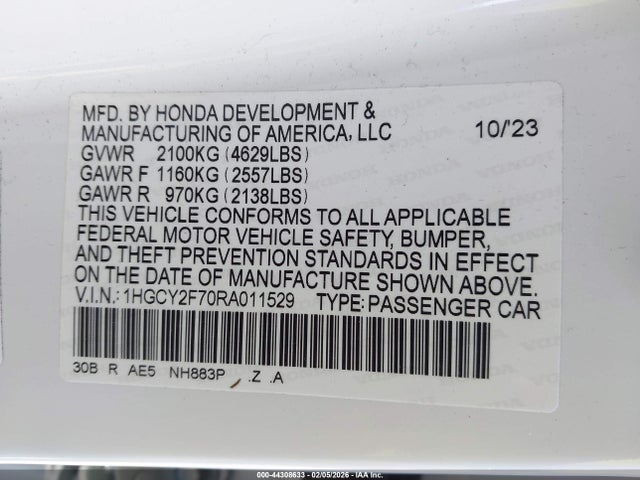 MFD. BY HONDA DEVELOPMENT &
MANUFACTURING OF AMERICA, LLC 10/'23
GVWR 2100KG (4629LBS)
GAWR F 1160KG (2557LBS)
GAWR R 970KG (2138LBS)
THIS VEHICLE CONFORMS TO ALL APPLICABLE
FEDERAL MOTOR VEHICLE SAFETY, BUMPER,
AND THEFT PREVENTION STANDARDS IN EFFECT
ON THE DATE OF MANUFACTURE SHOWN ABOVE.
V.I.N.: 1HGCY2F70RA011529 TYPE: PASSENGER CAR
30B R AE5 NH883P .Z .A
000-44308633 - 02/05/2026 - IAA Inc.